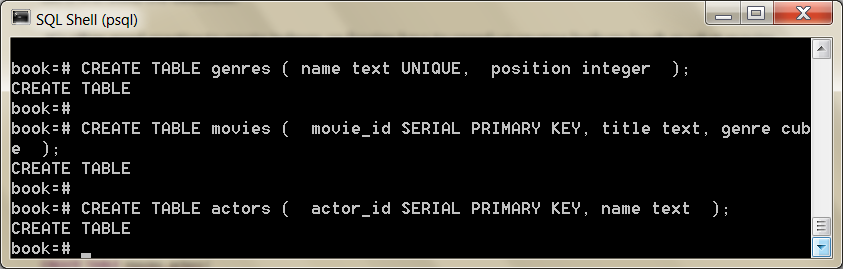 SQL Shell (psql)
book=# CREATE TABLE genres ( name text UNIQUE,  position integer  );
CREATE TABLE
book=#
book=# CREATE TABLE movies (  movie_id SERIAL PRIMARY KEY, title text, genre cub
e  );
CREATE TABLE
book=#
book=# CREATE TABLE actors (  actor_id SERIAL PRIMARY KEY, name text  );
CREATE TABLE
book=#